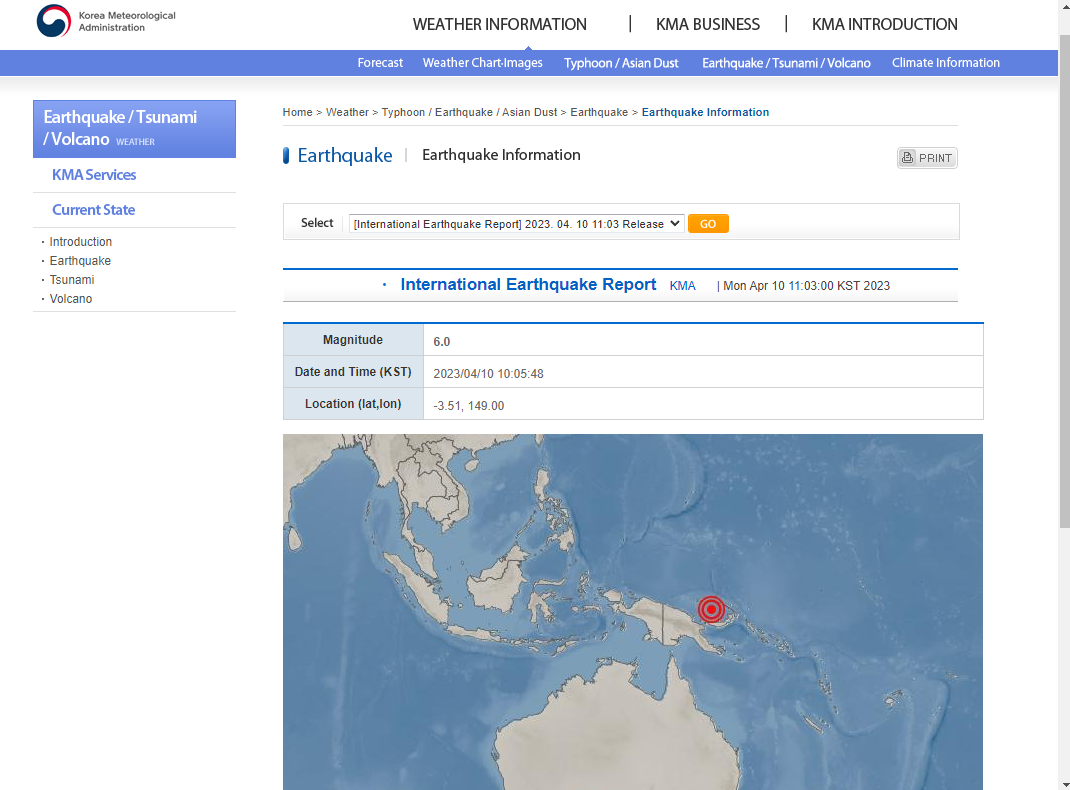 Korea Meteorological
Administration
WEATHER INFORMATION | KMA BUSINESS | KMA INTRODUCTION
Forecast Weather Chart·Images Typhoon / Asian Dust Earthquake / Tsunami / Volcano Climate Information
Earthquake / Tsunami
/ Volcano WEATHER
KMA Services
Current State
· Introduction
· Earthquake
· Tsunami
· Volcano
Home > Weather > Typhoon / Earthquake / Asian Dust > Earthquake > Earthquake Information
Earthquake | Earthquake Information
PRINT
Select [International Earthquake Report] 2023. 04. 10 11:03 Release GO
· International Earthquake Report KMA | Mon Apr 10 11:03:00 KST 2023
Magnitude 6.0
Date and Time (KST) 2023/04/10 10:05:48
Location (lat,lon) -3.51, 149.00